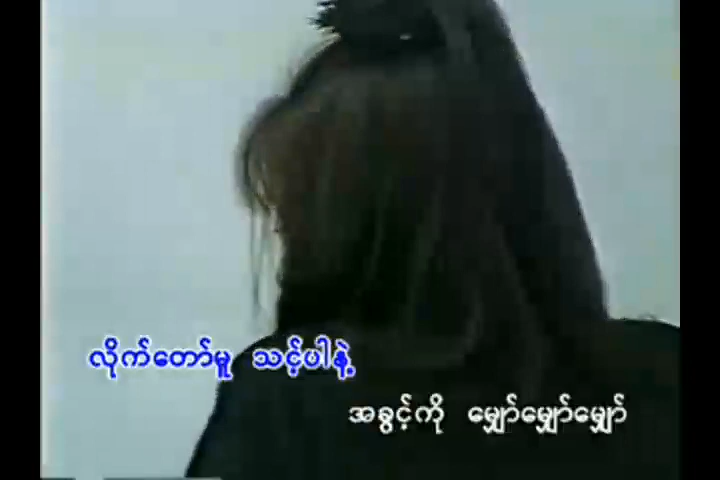 လိုက်တော်မူ သင့်ပါနဲ့
အခွင့်ကို မျှော်မျှော်မျှော်